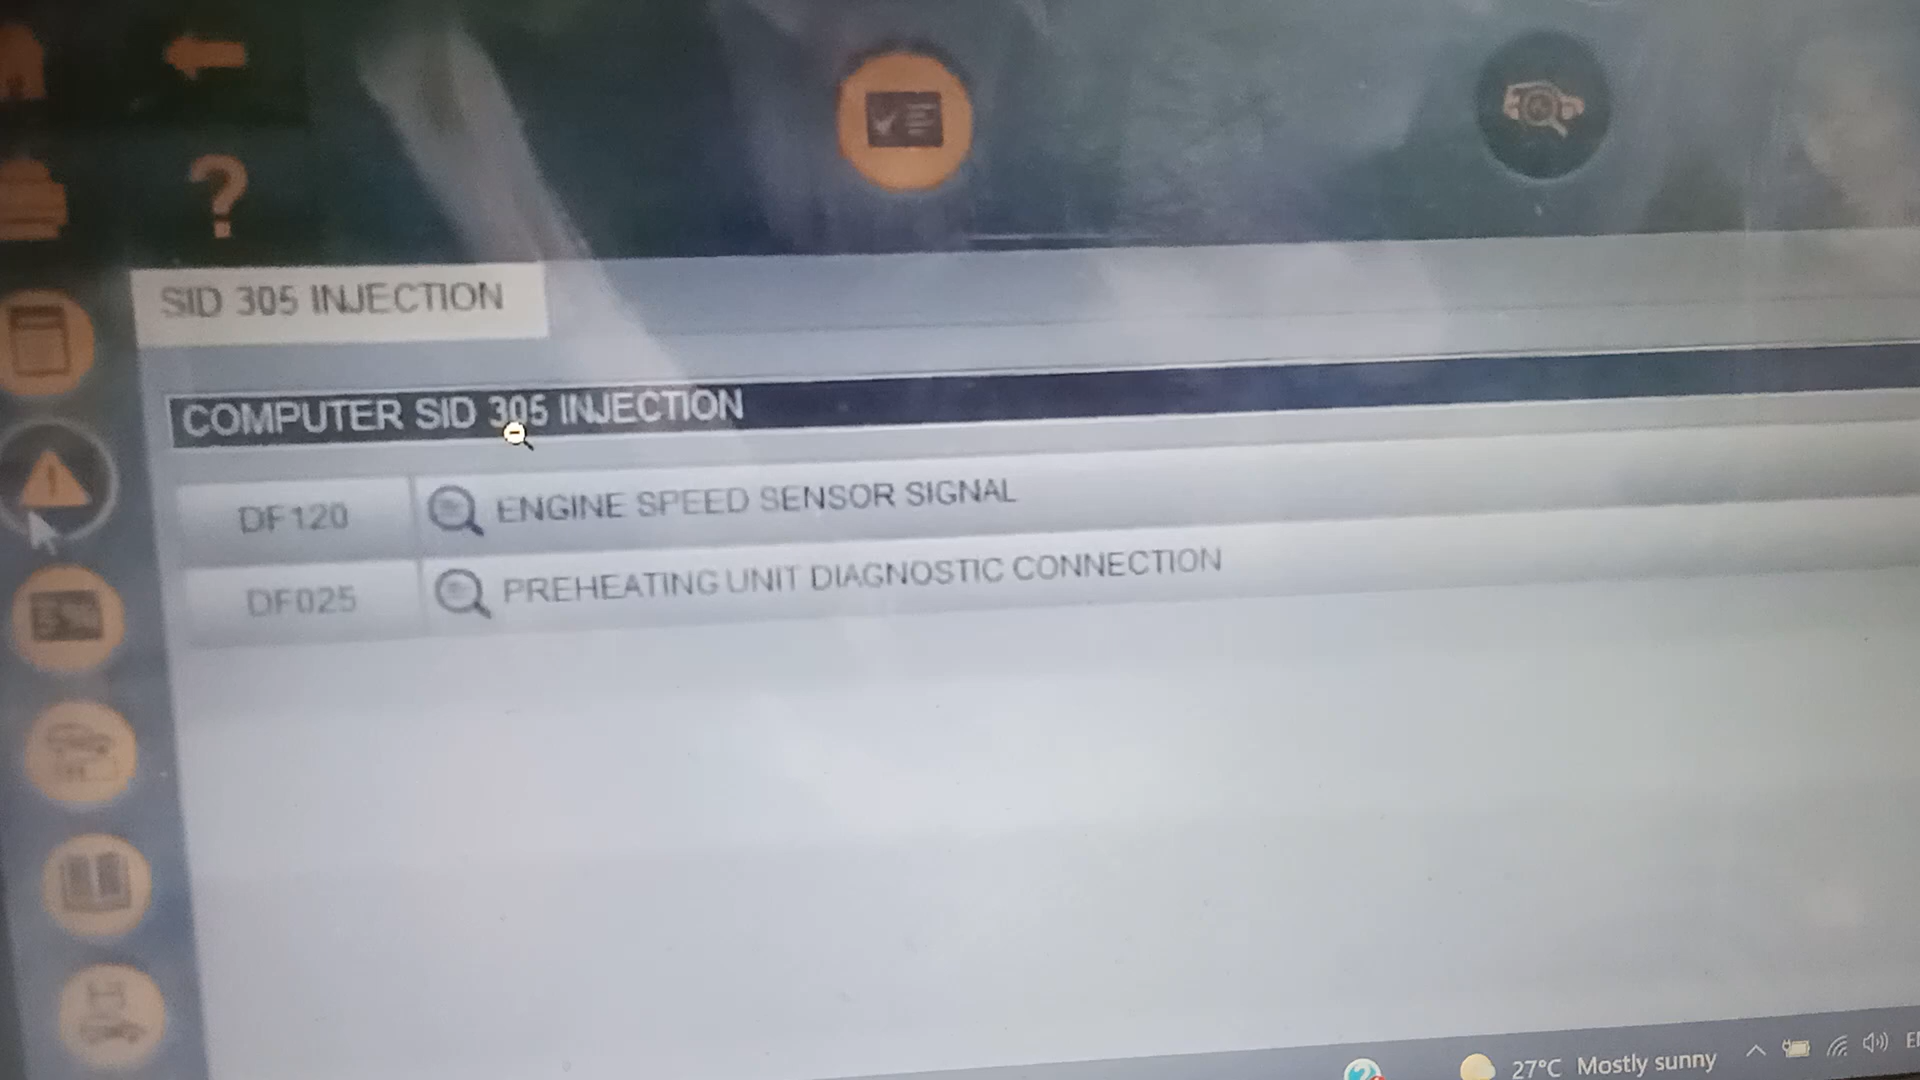 ?
SID 305 INJECTION
COMPUTER SID 305 INJECTION
DF120 ENGINE SPEED SENSOR SIGNAL
DF025 PREHEATING UNIT DIAGNOSTIC CONNECTION
27°C Mostly sunny